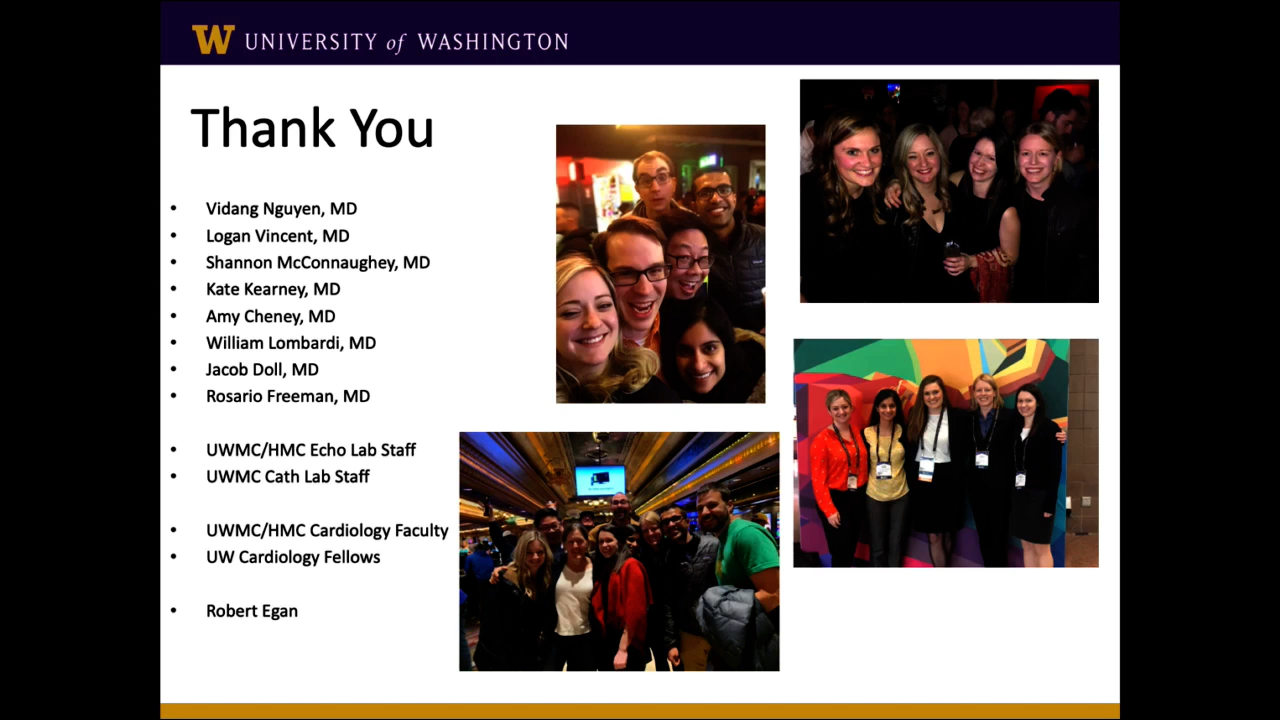 W UNIVERSITY of WASHINGTON
Thank You
• Vidang Nguyen, MD
• Logan Vincent, MD
• Shannon McConnaughey, MD
• Kate Kearney, MD
• Amy Cheney, MD
• William Lombardi, MD
• Jacob Doll, MD
• Rosario Freeman, MD
• UWMC/HMC Echo Lab Staff
• UWMC Cath Lab Staff
• UWMC/HMC Cardiology Faculty
• UW Cardiology Fellows
• Robert Egan